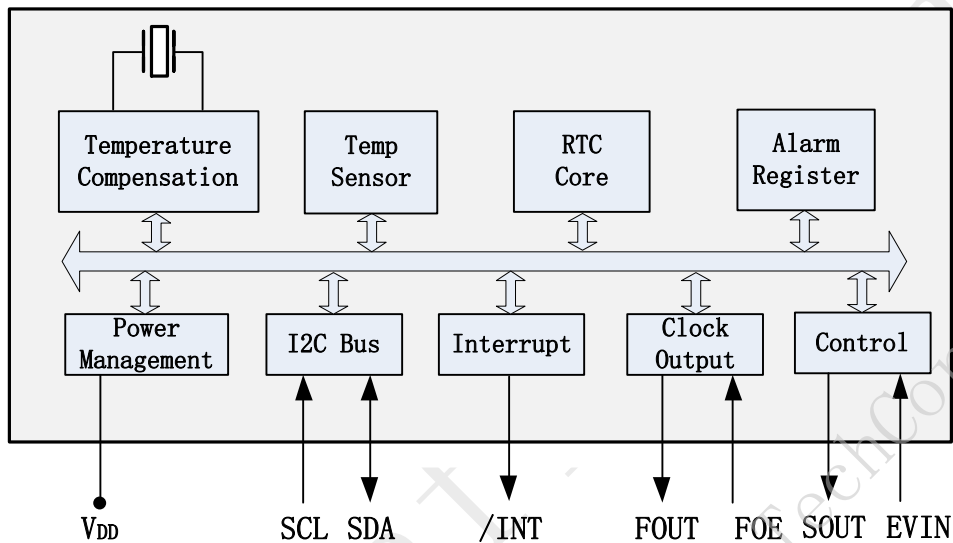 Temperature
Compensation
Temp
Sensor
RTC
Core
Alarm
Register
Power
Management
I2C Bus
Interrupt
Clock
Output
Control
VDD
SCL SDA
/INT
FOUT
FOE
SOUT
EVIN
TechCor